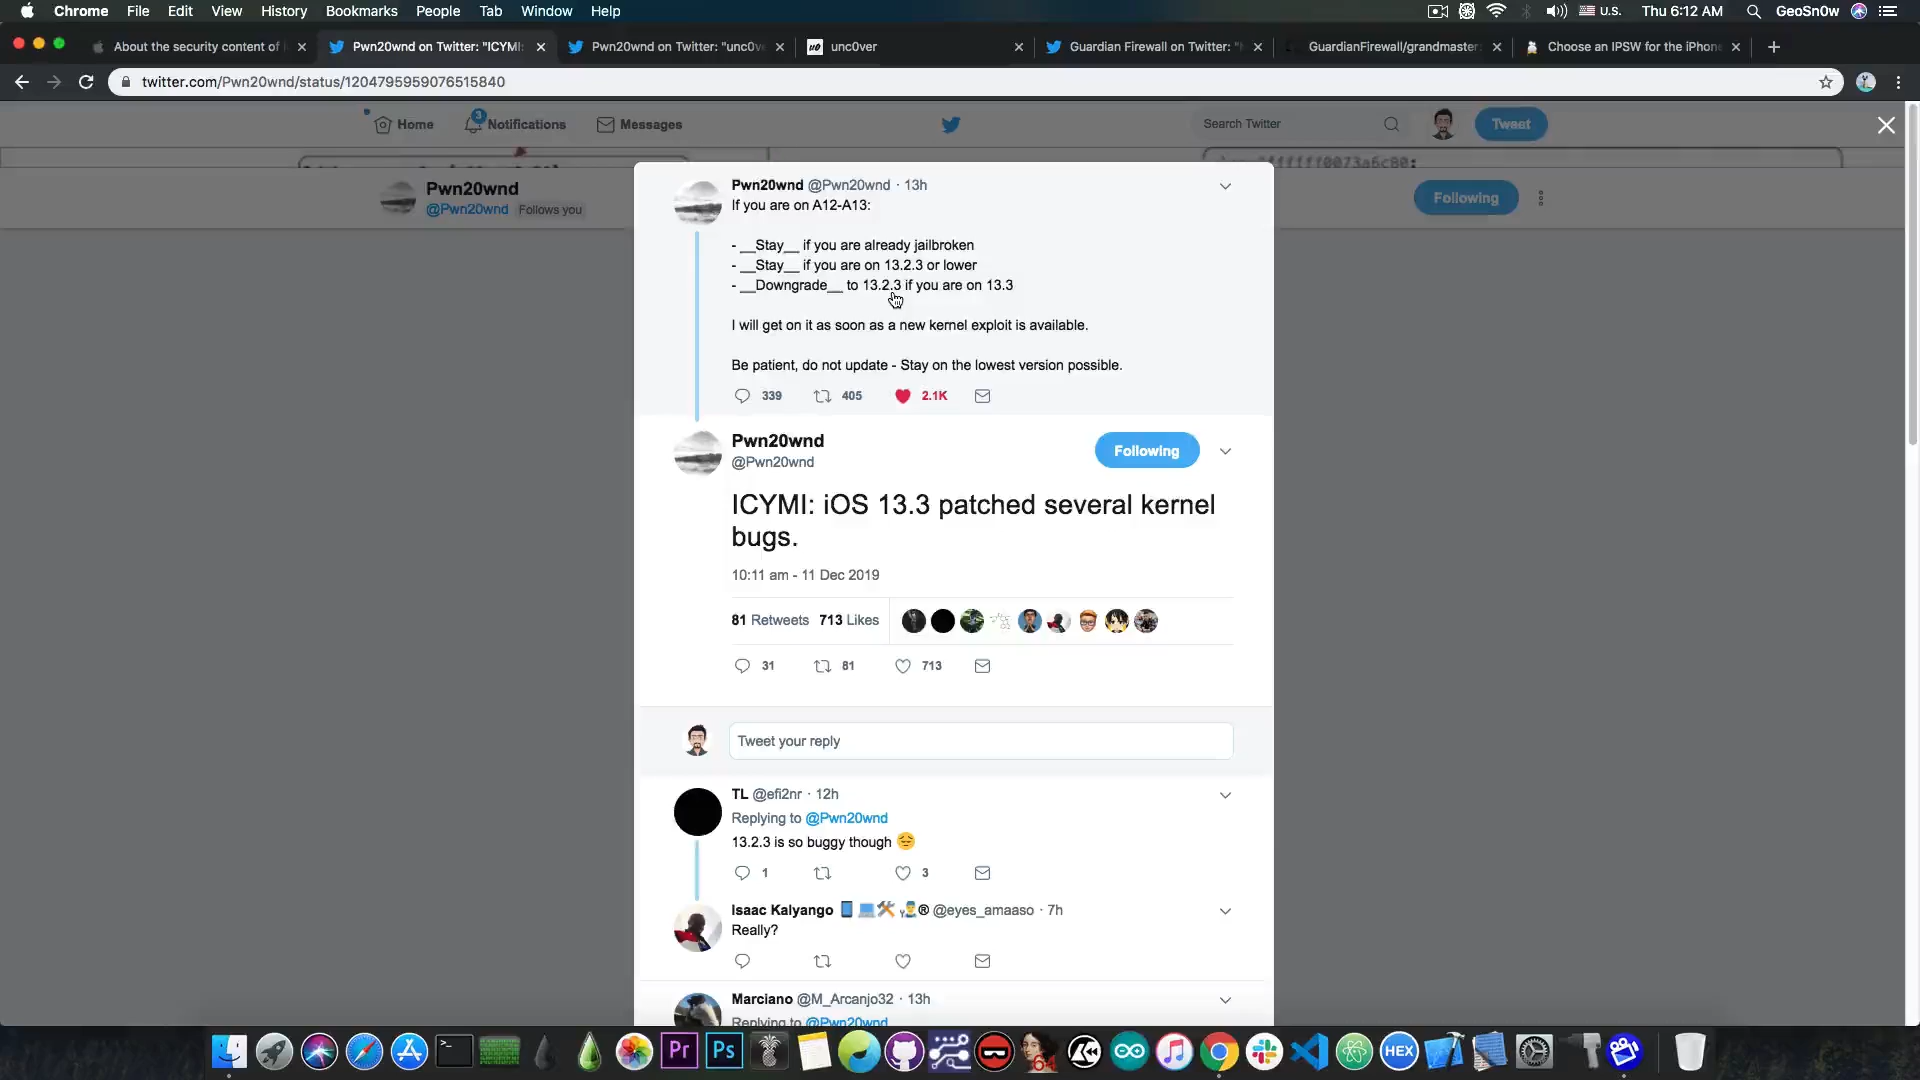 Chrome File Edit View History Bookmarks People Tab Window Help U.S. Thu 6:12 AM GeoSn0w
About the security content of Pwn20wnd on Twitter: "ICYMI: Pwn20wnd on Twitter: "unc0ve unc0ver Guardian Firewall on Twitter: " GuardianFirewall/grandmaster Choose an IPSW for the iPhone
twitter.com/Pwn20wnd/status/1204795959076515840
Home 3 Notifications Messages Search Twitter Tweet
Pwn20wnd
@Pwn20wnd Follows you
Following
Pwn20wnd @Pwn20wnd · 13h
If you are on A12-A13:
- __Stay__ if you are already jailbroken
- __Stay__ if you are on 13.2.3 or lower
- __Downgrade__ to 13.2.3 if you are on 13.3
I will get on it as soon as a new kernel exploit is available.
Be patient, do not update - Stay on the lowest version possible.
339 405 2.1K
Pwn20wnd
@Pwn20wnd
Following
ICYMI: iOS 13.3 patched several kernel
bugs.
10:11 am - 11 Dec 2019
81 Retweets 713 Likes
31 81 713
Tweet your reply
TL @efi2nr · 12h
Replying to @Pwn20wnd
13.2.3 is so buggy though 😔
1 3
Isaac Kalyango 📱💻🛠️👨‍🔧® @eyes_amaaso · 7h
Really?
Marciano @M_Arcanjo32 · 13h
Replying to @Pwn20wnd
Pr Ps 64 HEX